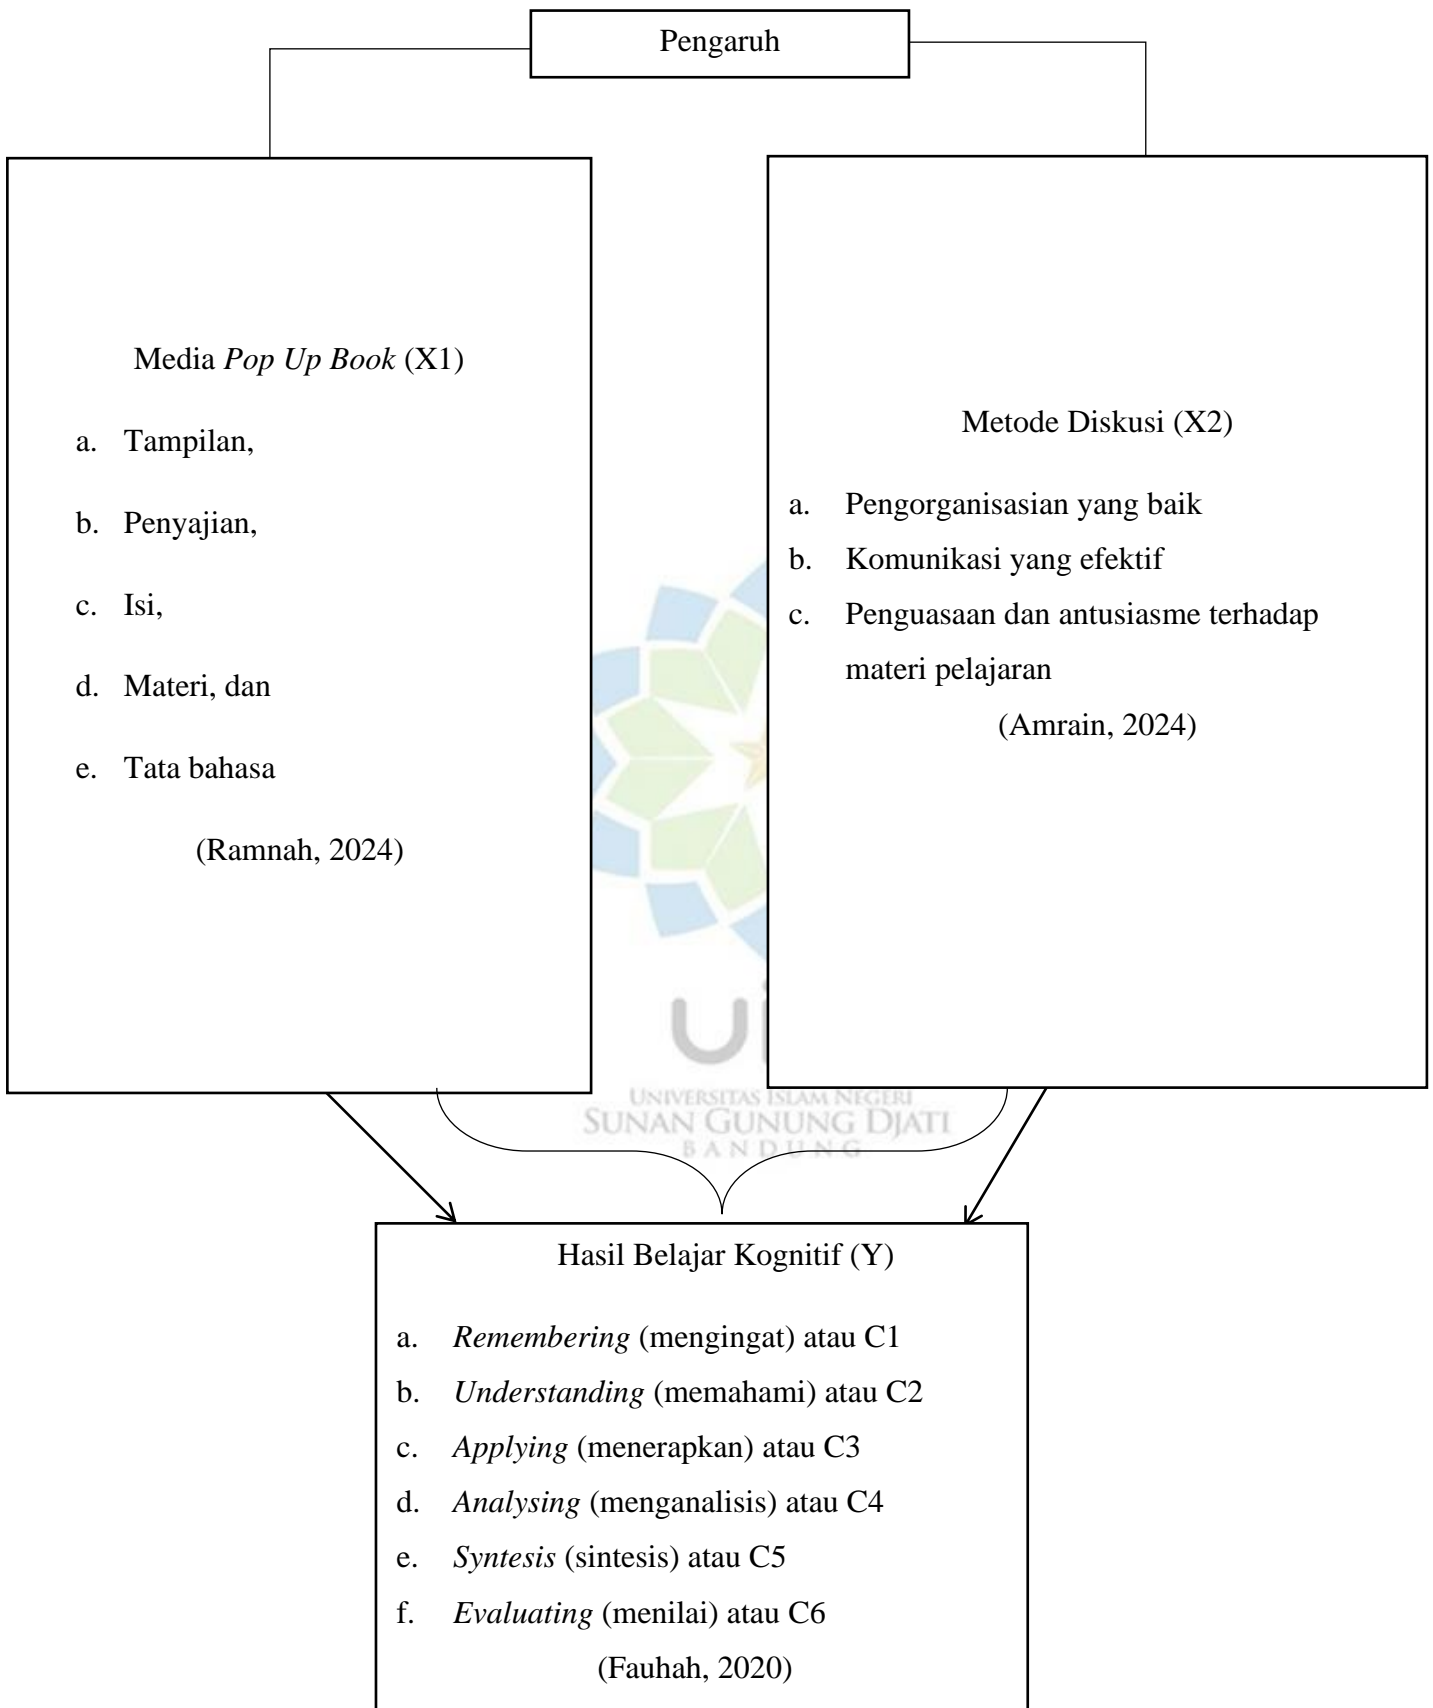 Pengaruh
Media Pop Up Book (X1)
a. Tampilan,
b. Penyajian,
c. Isi,
d. Materi, dan
e. Tata bahasa
(Ramnah, 2024)
Metode Diskusi (X2)
a. Pengorganisasian yang baik
b. Komunikasi yang efektif
c. Penguasaan dan antusiasme terhadap
materi pelajaran
(Amrain, 2024)
UNIVERSITAS ISLAM NEGERI
SUNAN GUNUNG DJATI
BANDUNG
Hasil Belajar Kognitif (Y)
a. Remembering (mengingat) atau C1
b. Understanding (memahami) atau C2
c. Applying (menerapkan) atau C3
d. Analysing (menganalisis) atau C4
e. Syntesis (sintesis) atau C5
f. Evaluating (menilai) atau C6
(Fauhah, 2020)